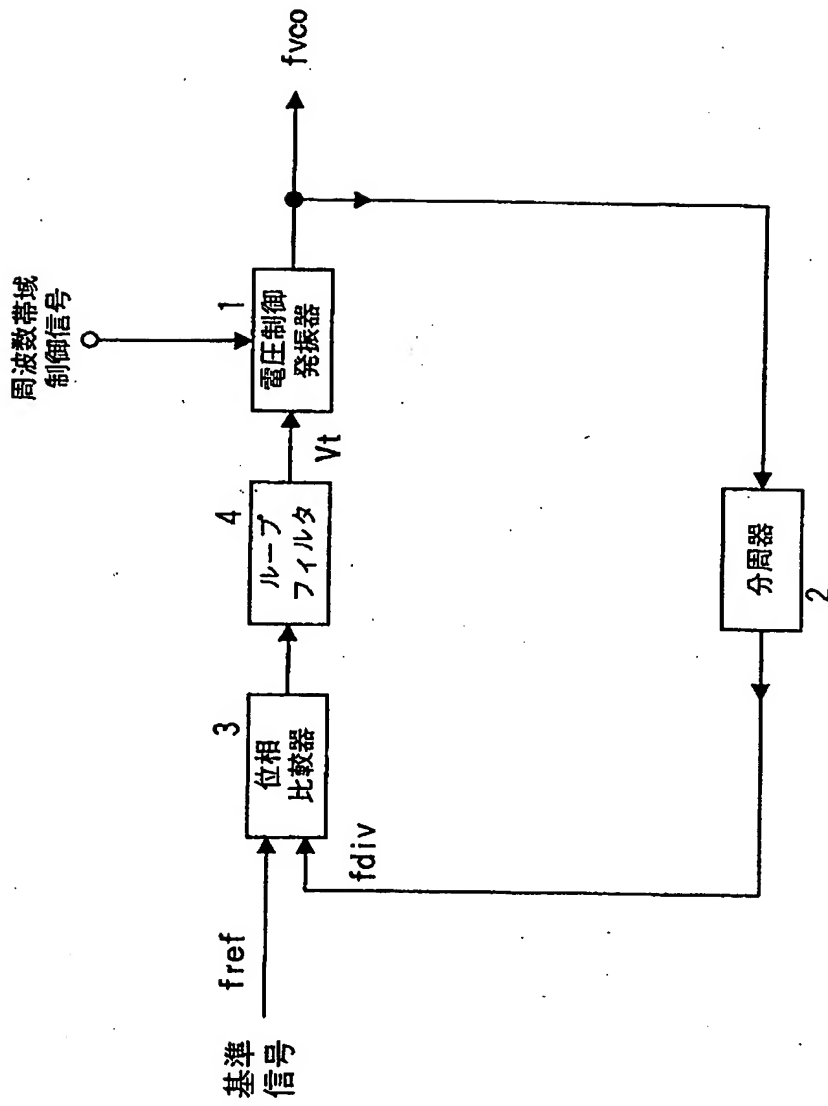 基準
信号
fref
fdiv
3
位相
比較器
4
ループ
フィルタ
Vt
周波数帯域
制御信号
1
電圧制御
発振器
fvco
分周器
2